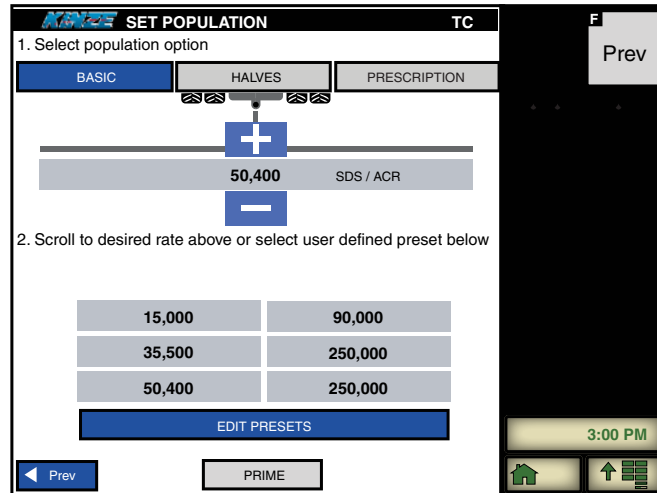 KINZE SET POPULATION TC
1. Select population option
BASIC HALVES PRESCRIPTION
50,400 SDS / ACR
2. Scroll to desired rate above or select user defined preset below
15,000 90,000
35,500 250,000
50,400 250,000
EDIT PRESETS
Prev PRIME
F
Prev
3:00 PM